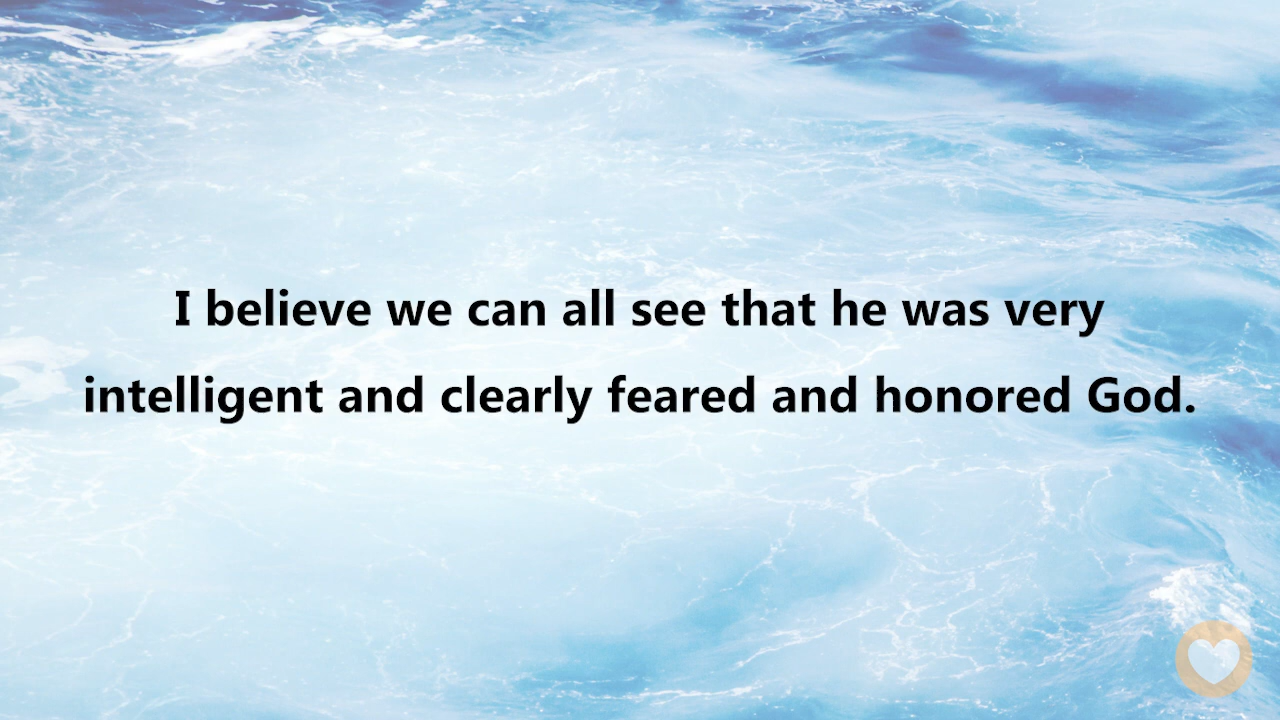 I believe we can all see that he was very
intelligent and clearly feared and honored God.